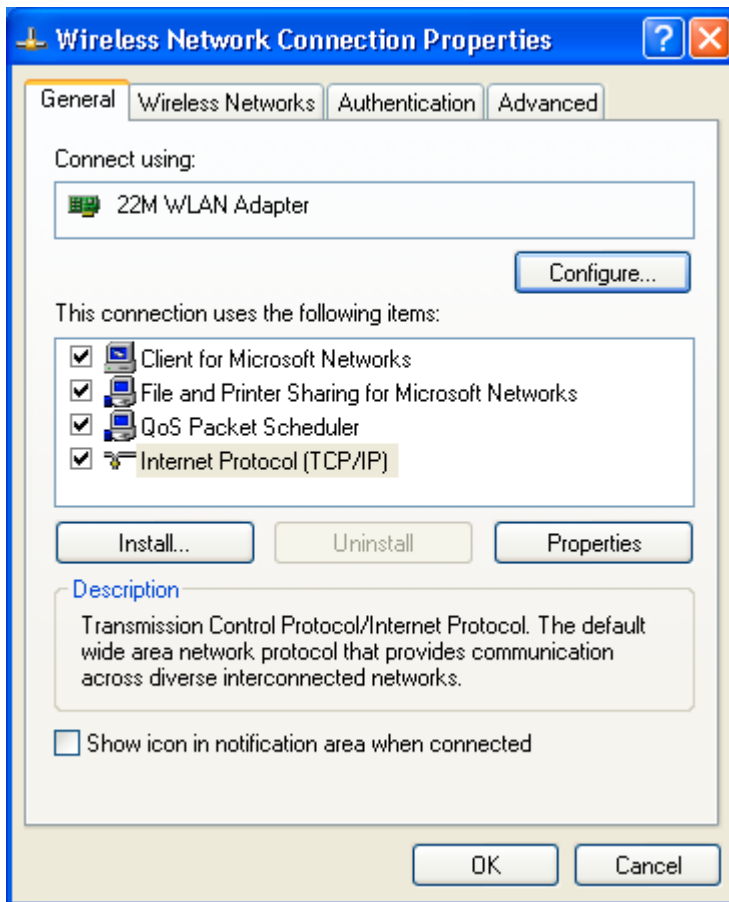 Wireless Network Connection Properties
General Wireless Networks Authentication Advanced
Connect using:
22M WLAN Adapter
Configure...
This connection uses the following items:
Client for Microsoft Networks
File and Printer Sharing for Microsoft Networks
QoS Packet Scheduler
Internet Protocol (TCP/IP)
Install... Uninstall Properties
Description
Transmission Control Protocol/Internet Protocol. The default
wide area network protocol that provides communication
across diverse interconnected networks.
Show icon in notification area when connected
OK Cancel